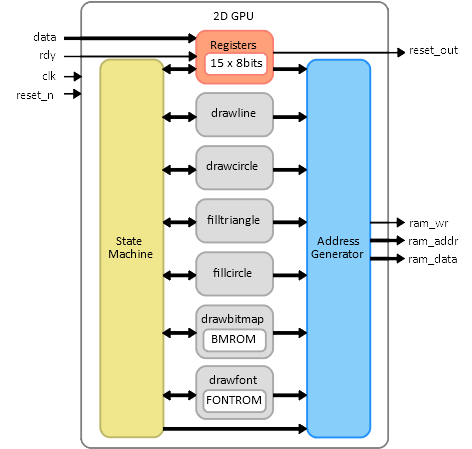 2D GPU
data
rdy
clk
reset_n
Registers
15 x 8bits
reset_out
drawline
drawcircle
filltriangle
fillcircle
drawbitmap
BMROM
drawfont
FONTROM
State
Machine
Address
Generator
ram_wr
ram_addr
ram_data